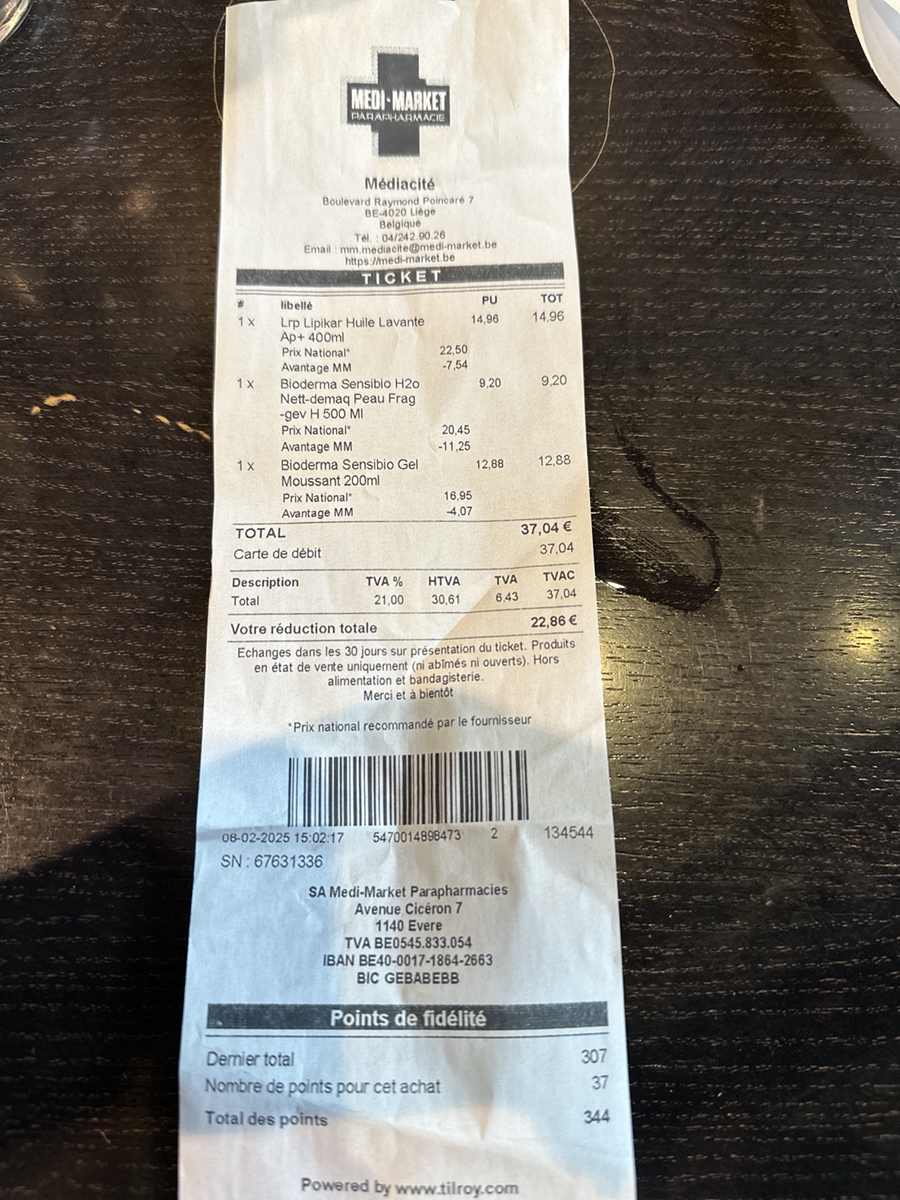 MEDI-MARKET
PARAPHARMACIE
Médiacité
Boulevard Raymond Poincaré 7
BE-4020 Liège
Belgique
Tél. : 04/242.90.26
Email : mm.mediacite@medi-market.be
https://medi-market.be
TICKET
# libellé PU TOT
1 x Lrp Lipikar Huile Lavante 14,96 14,96
Ap+ 400ml
Prix National* 22,50
Avantage MM -7,54
1 x Bioderma Sensibio H2o 9,20 9,20
Nett-demaq Peau Frag
-gev H 500 Ml
Prix National* 20,45
Avantage MM -11,25
1 x Bioderma Sensibio Gel 12,88 12,88
Moussant 200ml
Prix National* 16,95
Avantage MM -4,07
TOTAL 37,04 €
Carte de débit 37,04
Description TVA % HTVA TVA TVAC
Total 21,00 30,61 6,43 37,04
Votre réduction totale 22,86 €
Echanges dans les 30 jours sur présentation du ticket. Produits
en état de vente uniquement (ni abîmés ni ouverts). Hors
alimentation et bandagisterie.
Merci et à bientôt
*Prix national recommandé par le fournisseur
08-02-2025 15:02:17 5470014898473 2 134544
SN : 67631336
SA Medi-Market Parapharmacies
Avenue Cicéron 7
1140 Evere
TVA BE0545.833.054
IBAN BE40-0017-1864-2663
BIC GEBABEBB
Points de fidélité
Dernier total 307
Nombre de points pour cet achat 37
Total des points 344
Powered by www.tilroy.com